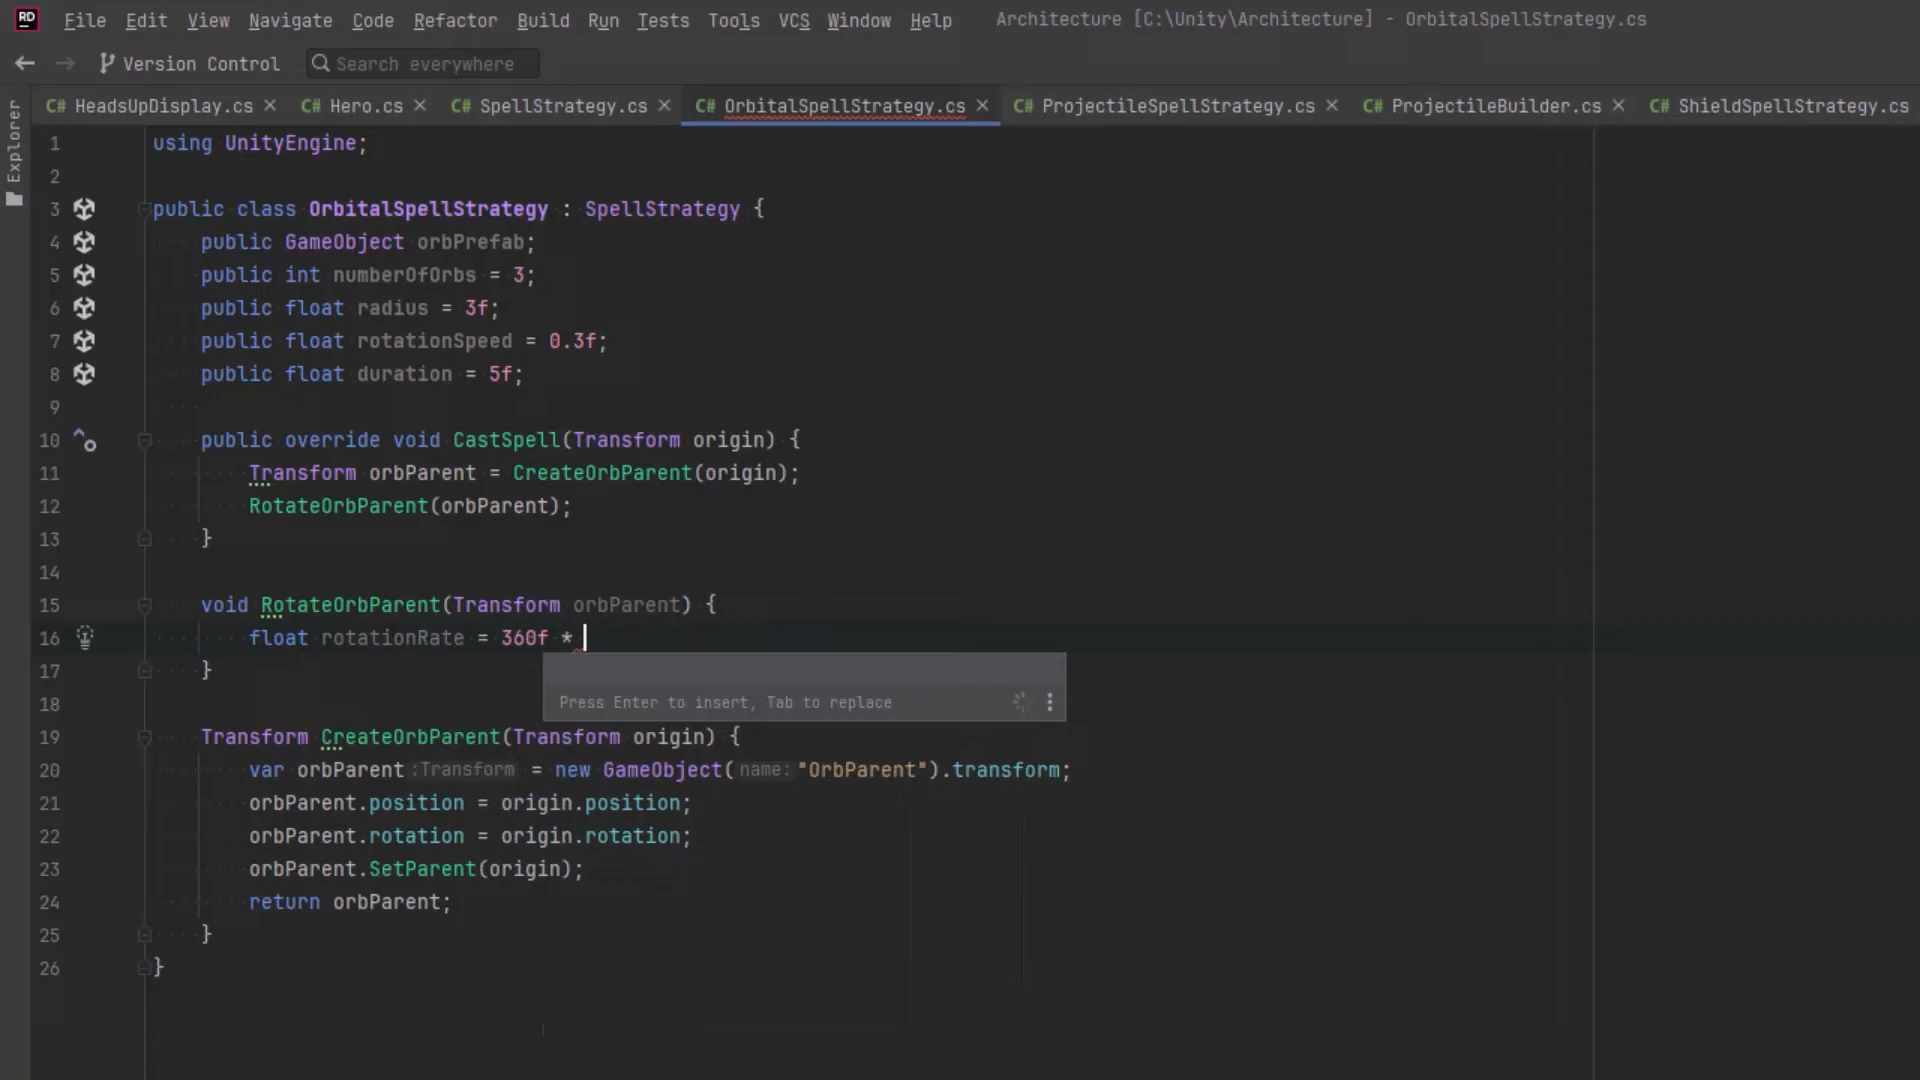 RD File Edit View Navigate Code Refactor Build Run Tests Tools VCS Window Help Architecture [C:\Unity\Architecture] - OrbitalSpellStrategy.cs
Version Control Search everywhere
Explorer
C# HeadsUpDisplay.cs C# Hero.cs C# SpellStrategy.cs C# OrbitalSpellStrategy.cs C# ProjectileSpellStrategy.cs C# ProjectileBuilder.cs C# ShieldSpellStrategy.cs
1 using UnityEngine;
2
3 public class OrbitalSpellStrategy : SpellStrategy {
4 public GameObject orbPrefab;
5 public int numberOfOrbs = 3;
6 public float radius = 3f;
7 public float rotationSpeed = 0.3f;
8 public float duration = 5f;
9
10 public override void CastSpell(Transform origin) {
11 Transform orbParent = CreateOrbParent(origin);
12 RotateOrbParent(orbParent);
13 }
14
15 void RotateOrbParent(Transform orbParent) {
16 float rotationRate = 360f *
17 }
Press Enter to insert, Tab to replace
18
19 Transform CreateOrbParent(Transform origin) {
20 var orbParent :Transform = new GameObject( name: "OrbParent").transform;
21 orbParent.position = origin.position;
22 orbParent.rotation = origin.rotation;
23 orbParent.SetParent(origin);
24 return orbParent;
25 }
26 }